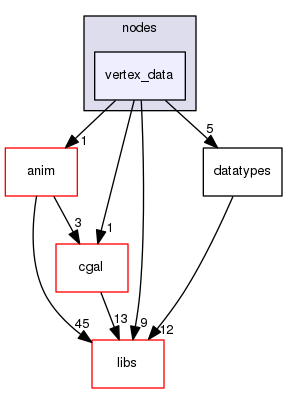 nodes
vertex_data
1
5
anim
datatypes
3
1
cgal
45
13
9
12
libs